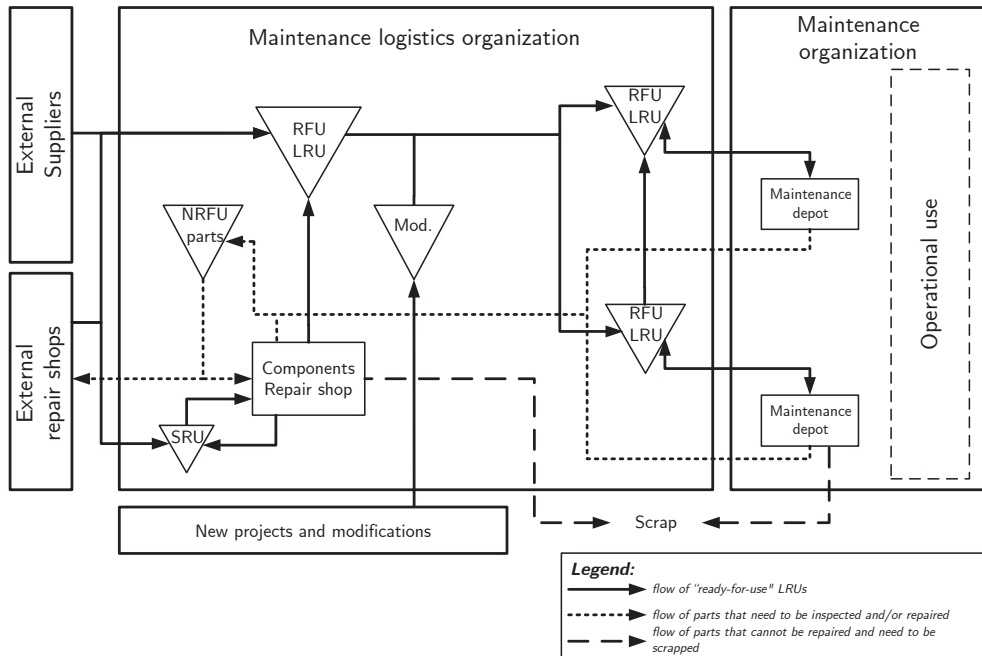 Maintenance logistics organization
Maintenance
organization
External
Suppliers
RFU
LRU
RFU
LRU
Maintenance
depot
NRFU
parts
Mod.
Operational use
External
repair shops
RFU
LRU
Components
Repair shop
SRU
Maintenance
depot
New projects and modifications
Scrap
Legend:
flow of "ready-for-use" LRUs
flow of parts that need to be inspected and/or repaired
flow of parts that cannot be repaired and need to be
scrapped